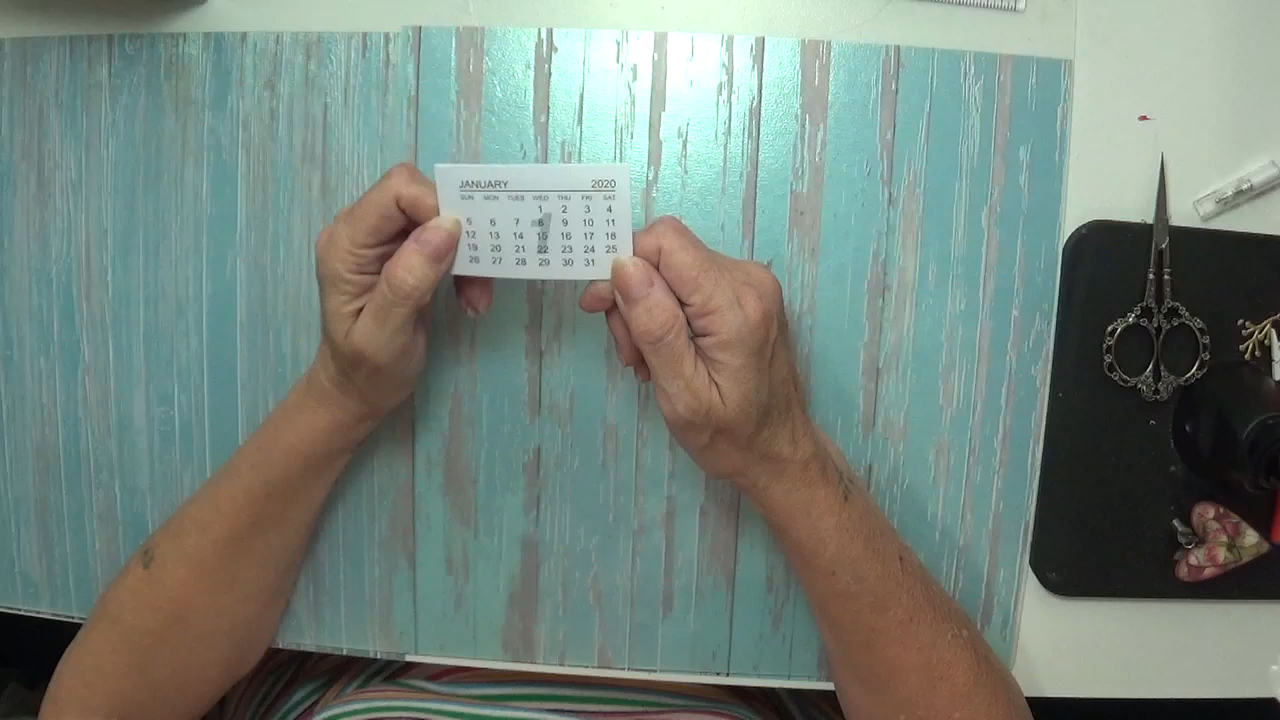 JANUARY 2020
SUN MON TUES WED THU FRI SAT
1 2 3 4
5 6 7 8 9 10 11
12 13 14 15 16 17 18
19 20 21 22 23 24 25
26 27 28 29 30 31
1